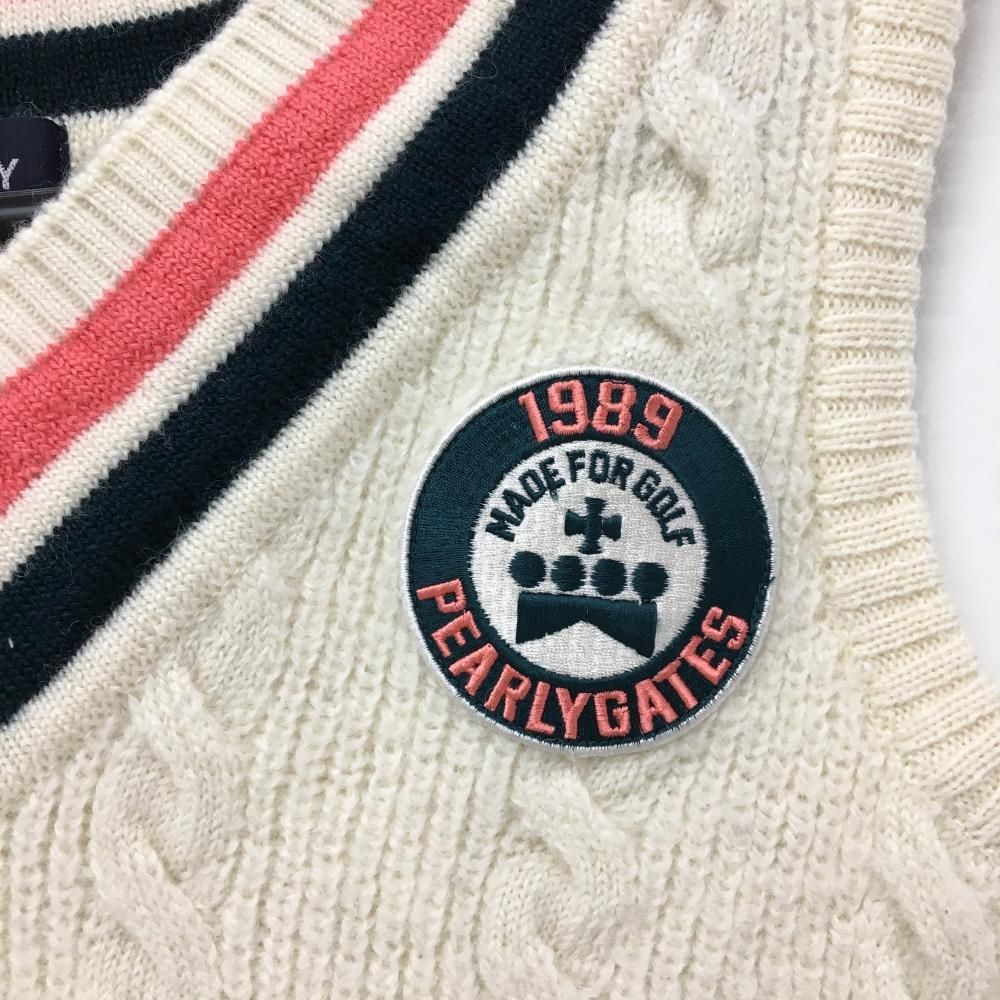 Y
1989
MADE FOR GOLF
PEARLYGATES